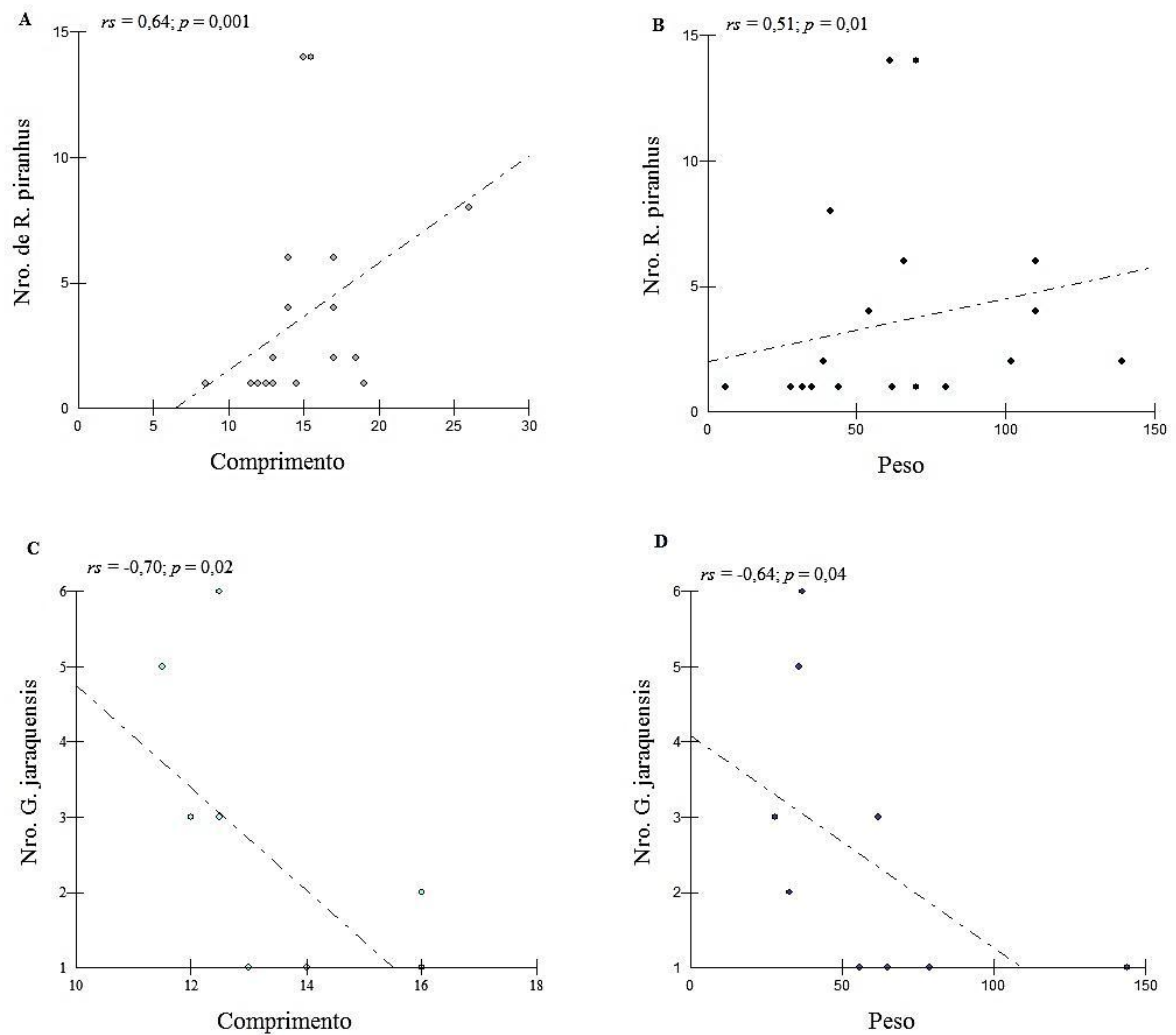 A
rs = 0,64; p = 0,001
15
10
5
0
Nro. de R. piranhus
0 5 10 15 20 25 30
Comprimento
B
rs = 0,51; p = 0,01
15
10
5
0
Nro. R. piranhus
0 50 100 150
Peso
C
rs = -0,70; p = 0,02
6
5
4
3
2
1
Nro. G. jaraquensis
10 12 14 16 18
Comprimento
D
rs = -0,64; p = 0,04
6
5
4
3
2
1
Nro. G. jaraquensis
0 50 100 150
Peso